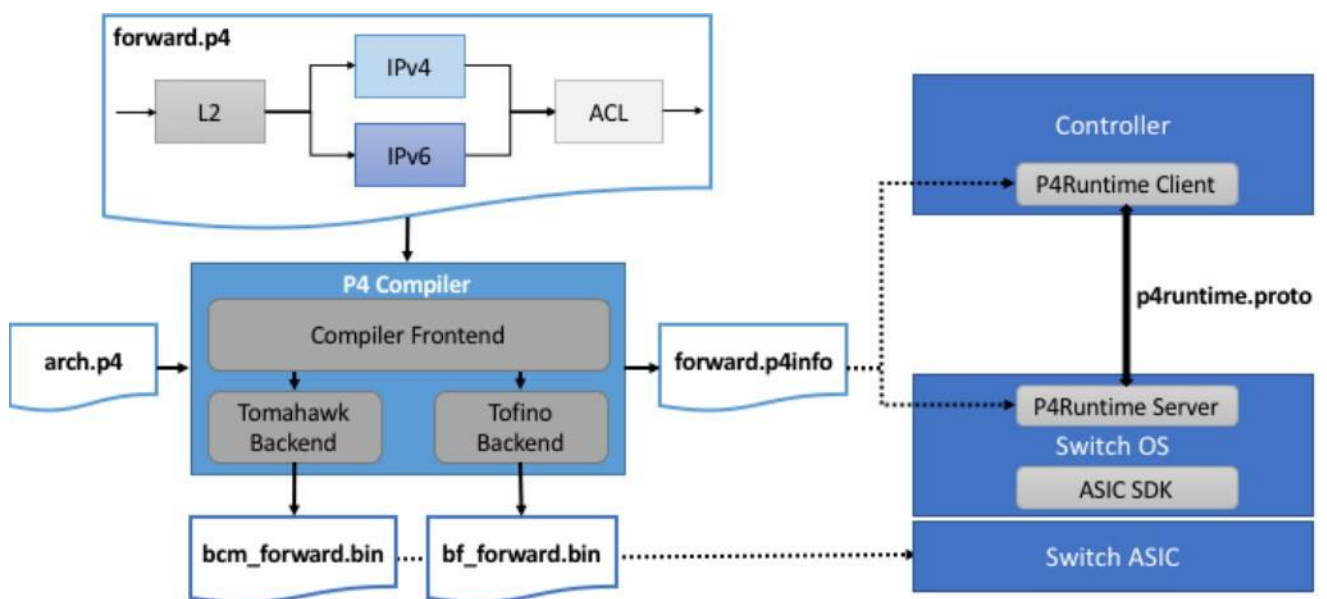 forward.p4
L2
IPv4
IPv6
ACL
P4 Compiler
Compiler Frontend
Tomahawk
Backend
Tofino
Backend
arch.p4
forward.p4info
bcm_forward.bin
bf_forward.bin
Controller
P4Runtime Client
p4runtime.proto
P4Runtime Server
Switch OS
ASIC SDK
Switch ASIC